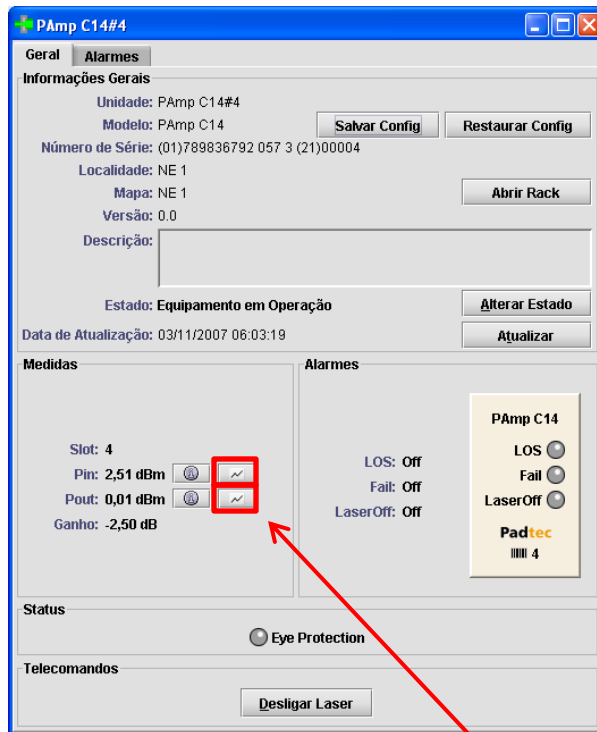 PAmp C14#4
Geral Alarmes
Informações Gerais
Unidade: PAmp C14#4
Modelo: PAmp C14 Salvar Config Restaurar Config
Número de Série: (01)789836792 057 3 (21)00004
Localidade: NE 1
Mapa: NE 1 Abrir Rack
Versão: 0.0
Descrição:
Estado: Equipamento em Operação Alterar Estado
Data de Atualização: 03/11/2007 06:03:19 Atualizar
Medidas
Slot: 4
Pin: 2,51 dBm
Pout: 0,01 dBm
Ganho: -2,50 dB
Alarmes
LOS: Off
Fail: Off
LaserOff: Off
PAmp C14
LOS
Fail
LaserOff
Padtec
4
Status
Eye Protection
Telecomandos
Desligar Laser